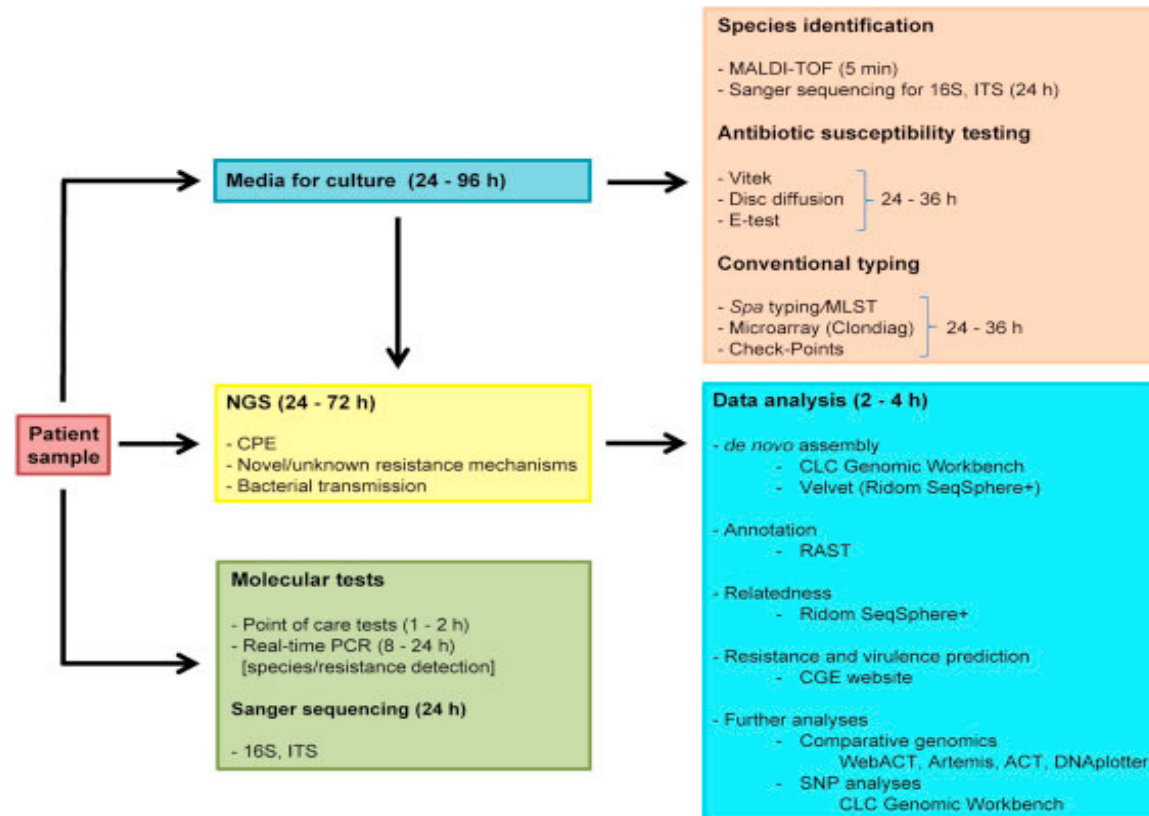 Species identification
- MALDI-TOF (5 min)
- Sanger sequencing for 16S, ITS (24 h)
Antibiotic susceptibility testing
- Vitek
- Disc diffusion
- E-test
24 - 36 h
Conventional typing
- Spa typing/MLST
- Microarray (Clondiag)
- Check-Points
24 - 36 h
Media for culture (24 - 96 h)
Patient
sample
NGS (24 - 72 h)
- CPE
- Novel/unknown resistance mechanisms
- Bacterial transmission
Molecular tests
- Point of care tests (1 - 2 h)
- Real-time PCR (8 - 24 h)
[species/resistance detection]
Sanger sequencing (24 h)
- 16S, ITS
Data analysis (2 - 4 h)
- de novo assembly
- CLC Genomic Workbench
- Velvet (Ridom SeqSphere+)
- Annotation
- RAST
- Relatedness
- Ridom SeqSphere+
- Resistance and virulence prediction
- CGE website
- Further analyses
- Comparative genomics
WebACT, Artemis, ACT, DNAplotter
- SNP analyses
CLC Genomic Workbench